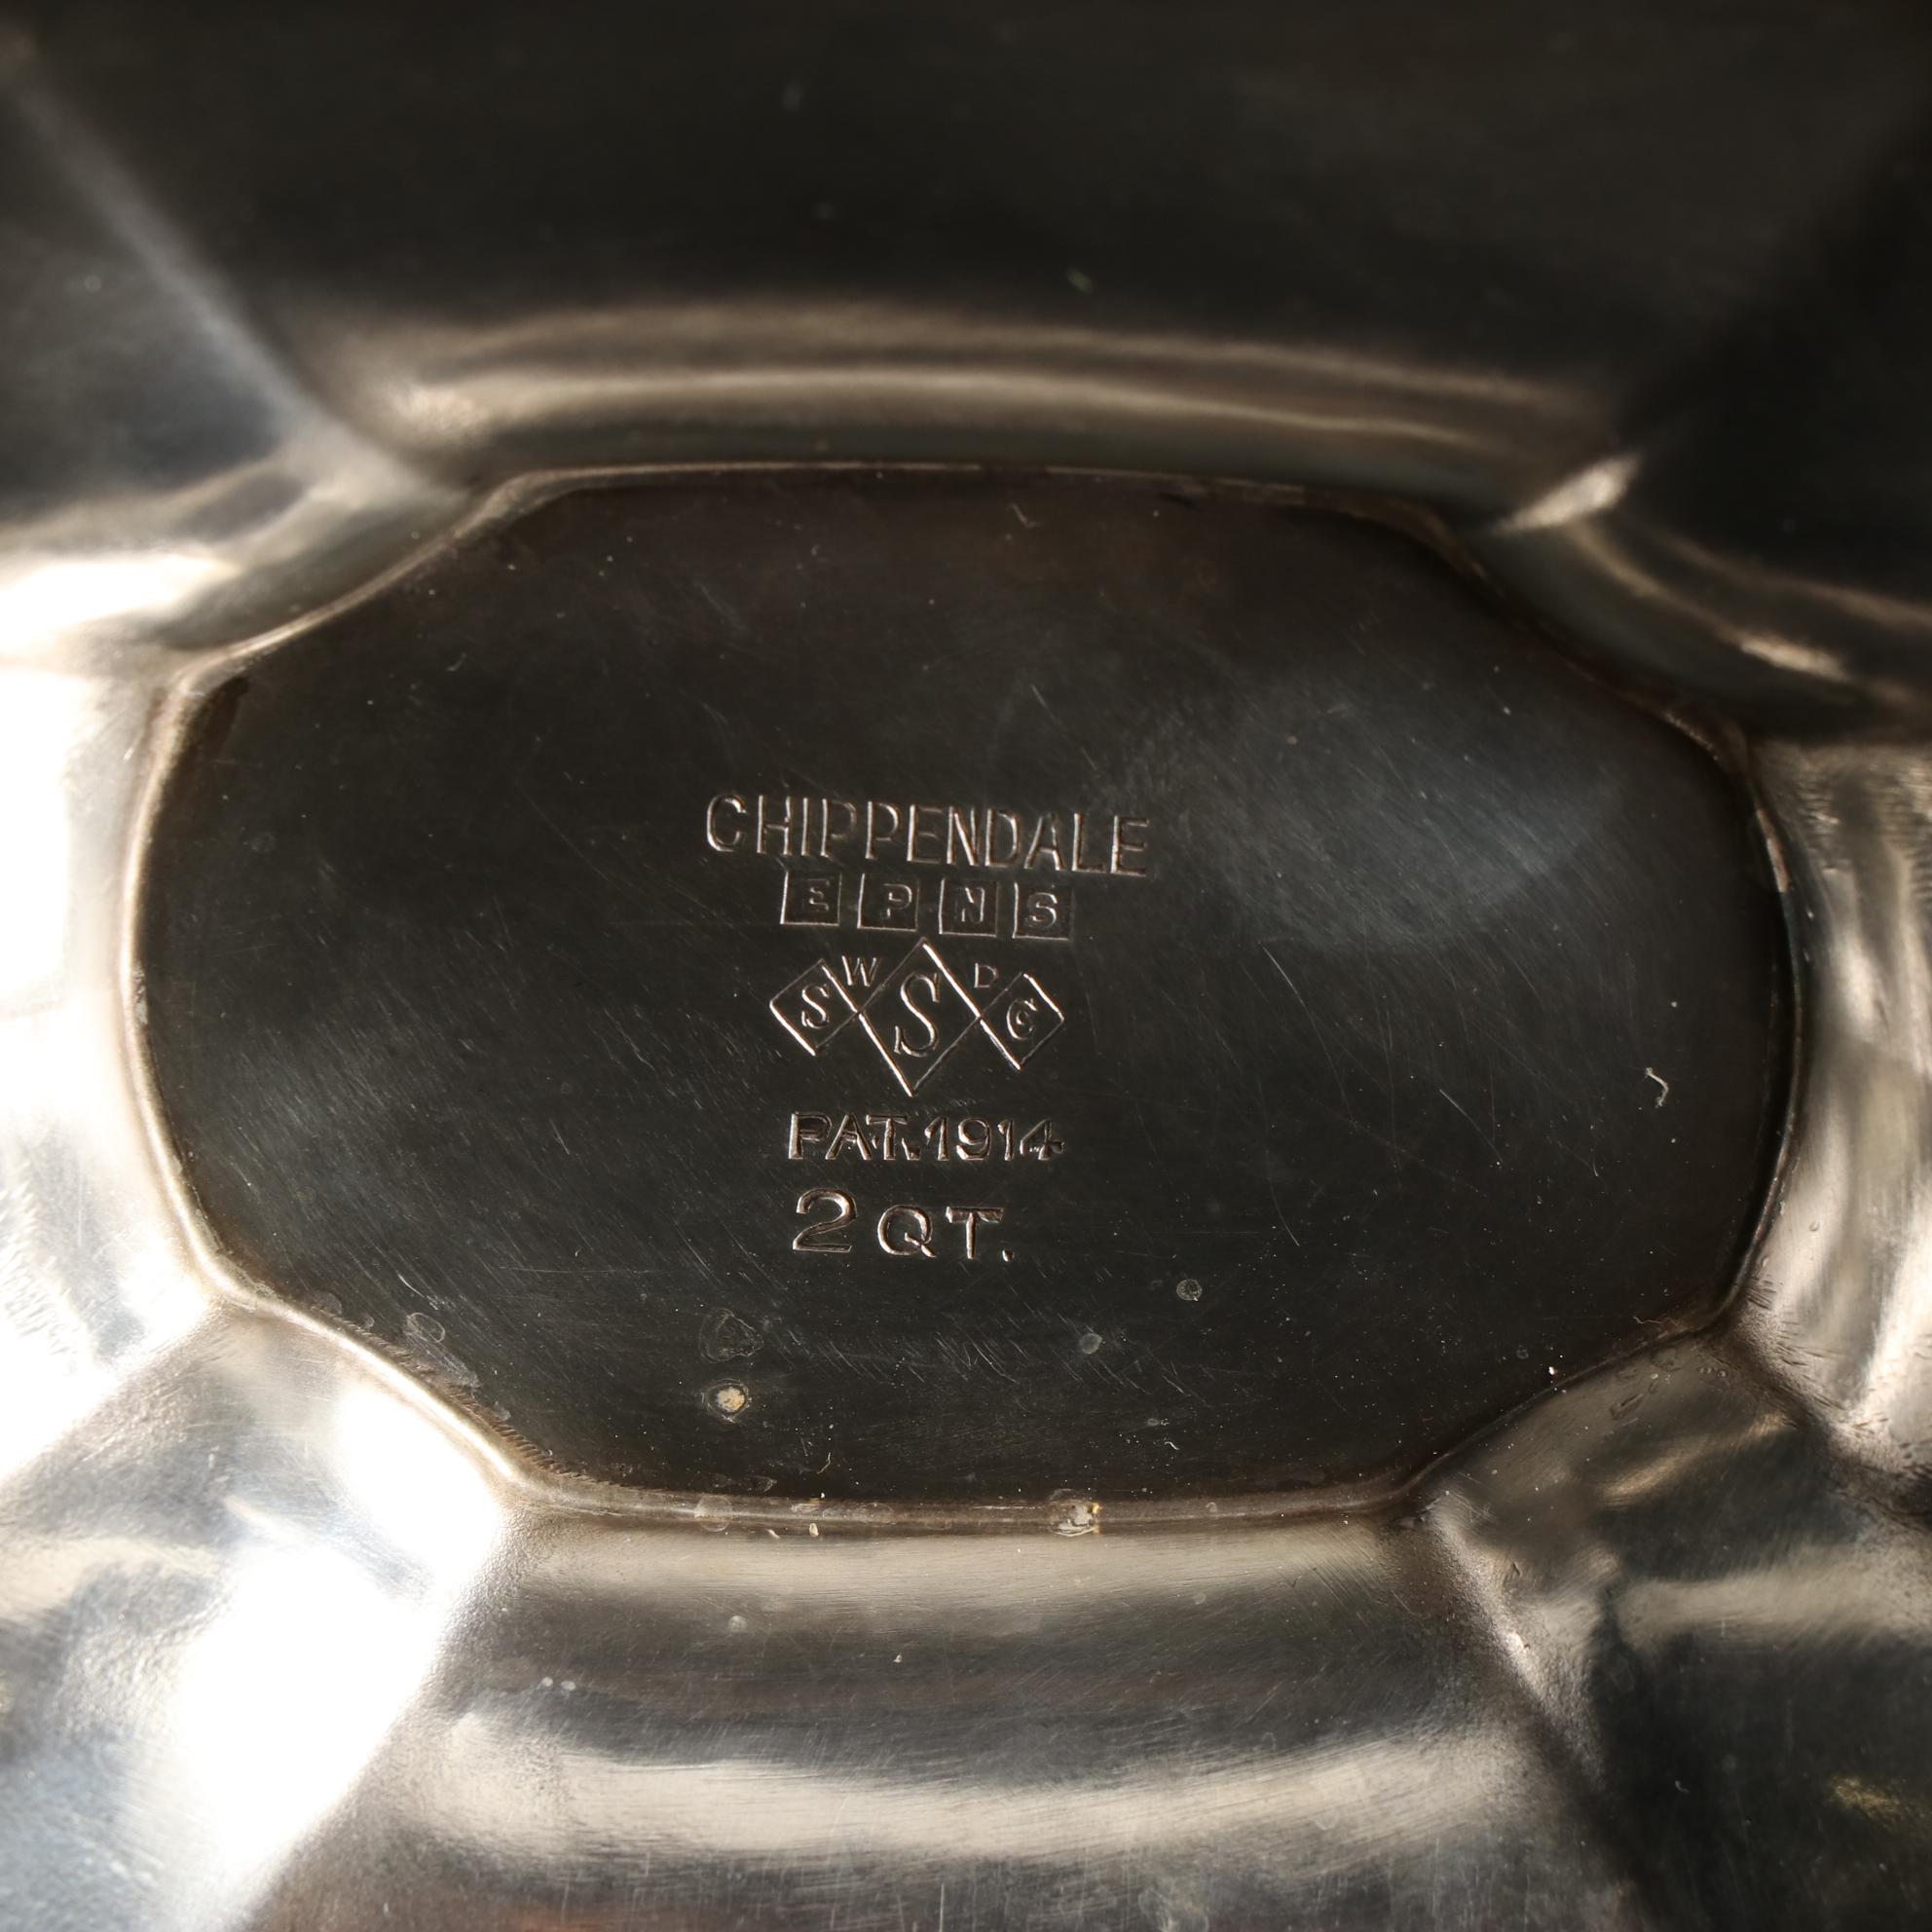 CHIPPENDALE
E P N S
W D
S S C
PAT. 1914
2 QT.